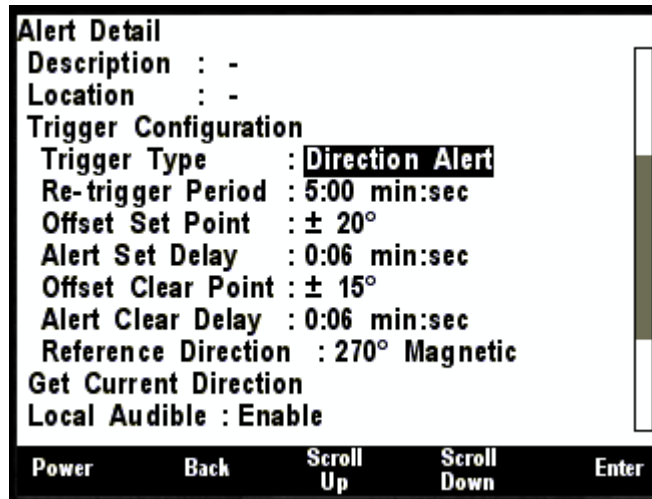 Alert Detail
Description : -
Location : -
Trigger Configuration
Trigger Type : Direction Alert
Re-trigger Period : 5:00 min:sec
Offset Set Point : ± 20°
Alert Set Delay : 0:06 min:sec
Offset Clear Point : ± 15°
Alert Clear Delay : 0:06 min:sec
Reference Direction : 270° Magnetic
Get Current Direction
Local Audible : Enable
Power Back Scroll Up Scroll Down Enter